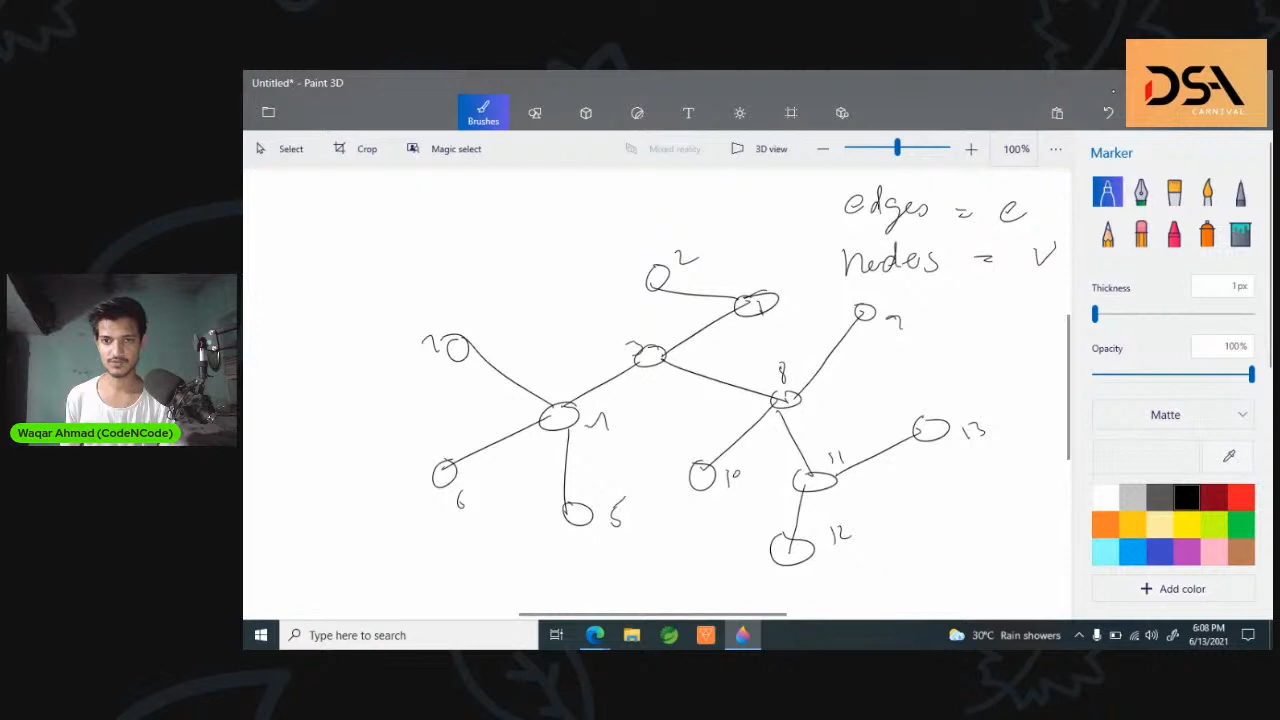 DSA
CARNIVAL
Untitled* - Paint 3D
Brushes
Select
Crop
Magic select
Mixed reality
3D view
100%
Marker
edges = e
nodes = V
Thickness
1px
Opacity
100%
Matte
Add color
2
1
3
8
10
11
13
12
6
5
Waqar Ahmad (CodeNCode)
Type here to search
30°C Rain showers
6:08 PM
6/13/2021